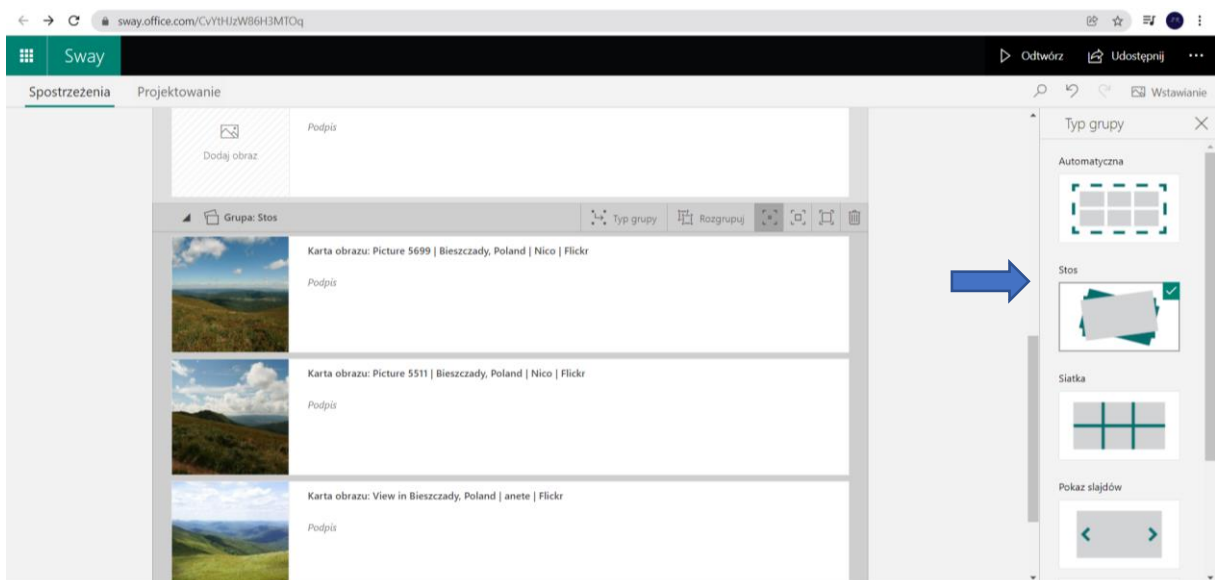 sway.office.com/CvYtHJzW86H3MTOq
Sway
Odtwórz
Udostępnij
Spostrzeżenia
Projektowanie
Wstawianie
Dodaj obraz
Podpis
Grupa: Stos
Typ grupy
Rozgrupuj
Karta obrazu: Picture 5699 | Bieszczady, Poland | Nico | Flickr
Podpis
Karta obrazu: Picture 5511 | Bieszczady, Poland | Nico | Flickr
Podpis
Karta obrazu: View in Bieszczady, Poland | anete | Flickr
Podpis
Typ grupy
Automatyczna
Stos
Siatka
Pokaz slajdów